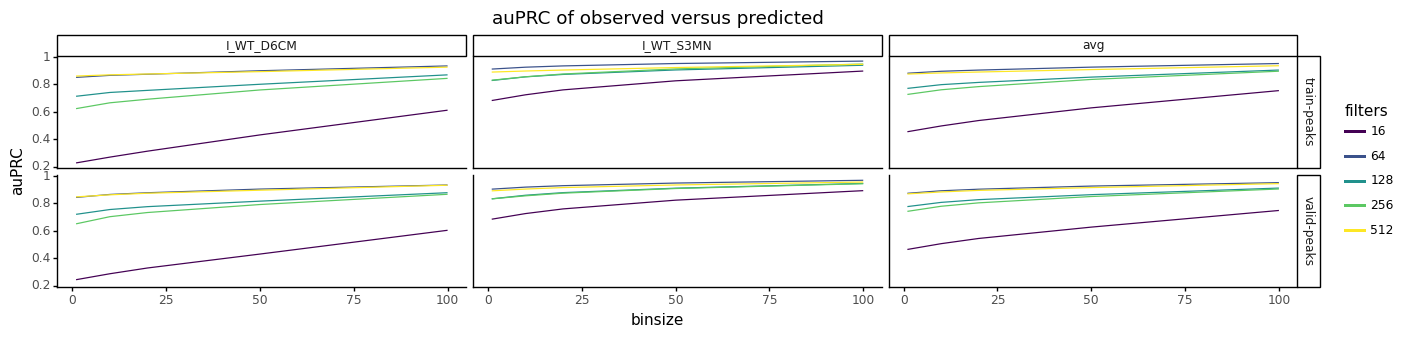 auPRC of observed versus predicted
I_WT_D6CM
I_WT_S3MN
avg
1
0.8
0.6
0.4
0.2
train-peaks
1
0.8
0.6
0.4
0.2
valid-peaks
auPRC
0 25 50 75 100
0 25 50 75 100
0 25 50 75 100
binsize
filters
16
64
128
256
512